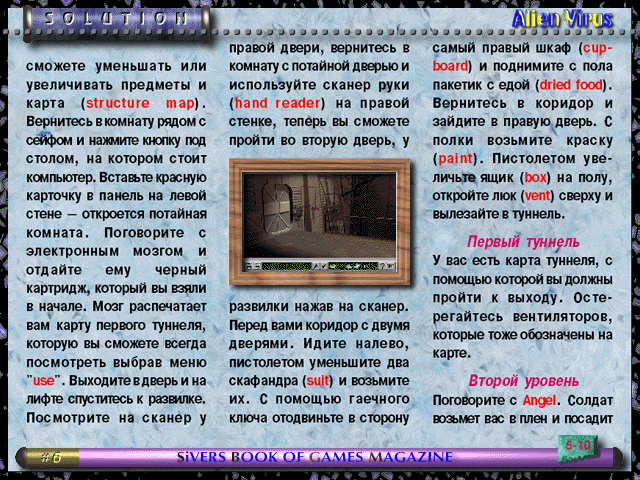 SOLUTION
Alien Virus
сможете уменьшать или
увеличивать предметы и
карта (structure map).
Вернитесь в комнату рядом с
сейфом и нажмите кнопку под
столом, на котором стоит
компьютер. Вставьте красную
карточку в панель на левой
стене — откроется потайная
комната. Поговорите с
электронным мозгом и
отдайте ему черный
картридж, который вы взяли
в начале. Мозг распечатает
вам карту первого туннеля,
которую вы сможете всегда
посмотреть выбрав меню
"use". Выходите в дверь и на
лифте спуститесь к развилке.
Посмотрите на сканер у
правой двери, вернитесь в
комнату с потайной дверью и
используйте сканер руки
(hand reader) на правой
стенке, теперь вы сможете
пройти во вторую дверь, у
развилки нажав на сканер.
Перед вами коридор с двумя
дверями. Идите налево,
пистолетом уменьшите два
скафандра (suit) и возьмите
их. С помощью гаечного
ключа отодвиньте в сторону
самый правый шкаф (cup-
board) и поднимите с пола
пакетик с едой (dried food).
Вернитесь в коридор и
зайдите в правую дверь. С
полки возьмите краску
(paint). Пистолетом уве-
личьте ящик (box) на полу,
откройте люк (vent) сверху и
вылезайте в туннель.
Первый туннель
У вас есть карта туннеля, с
помощью которой вы должны
пройти к выходу. Осте-
регайтесь вентиляторов,
которые тоже обозначены на
карте.
Второй уровень
Поговорите с Angel. Солдат
возьмет вас в плен и посадит
#6
SiVERS BOOK OF GAMES MAGAZINE
5-10